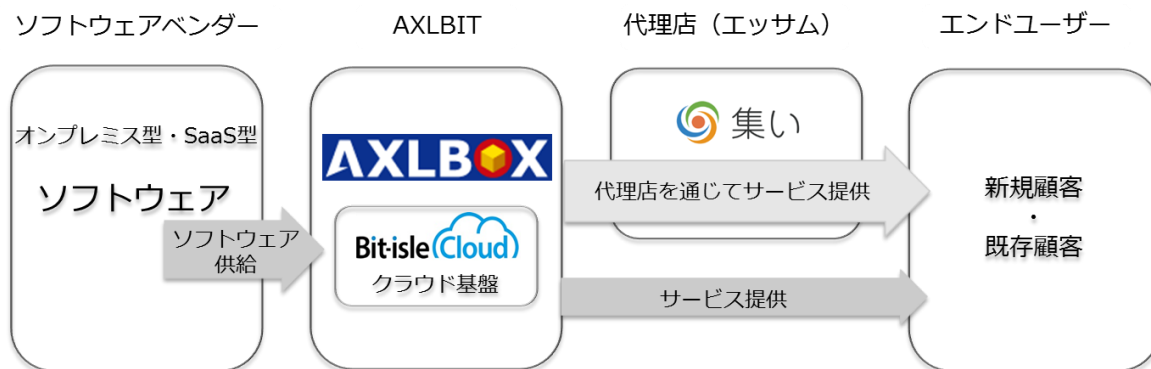 ソフトウェアベンダー
AXLBIT
代理店（エッサム）
エンドユーザー
オンプレミス型・SaaS型
ソフトウェア
ソフトウェア
供給
AXLBOX
Bit-isle Cloud
クラウド基盤
集い
代理店を通じてサービス提供
サービス提供
新規顧客
・
既存顧客